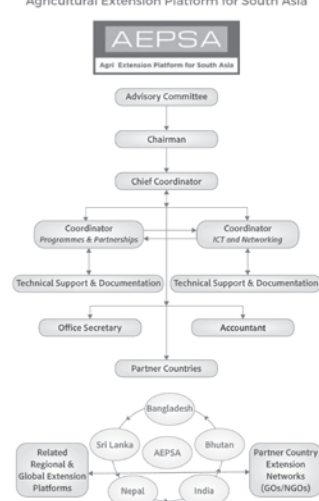 Agricultural Extension Platform for South Asia
AEPSA
Agri Extension Platform for South Asia
Advisory Committee
Chairman
Chief Coordinator
Coordinator
Programmes & Partnerships
Coordinator
ICT and Networking
Technical Support & Documentation
Technical Support & Documentation
Office Secretary
Accountant
Partner Countries
Bangladesh
Sri Lanka
AEPSA
Bhutan
Related
Regional &
Global Extension
Platforms
Partner Country
Extension
Networks
(GOs/NGOs)
Nepal
India